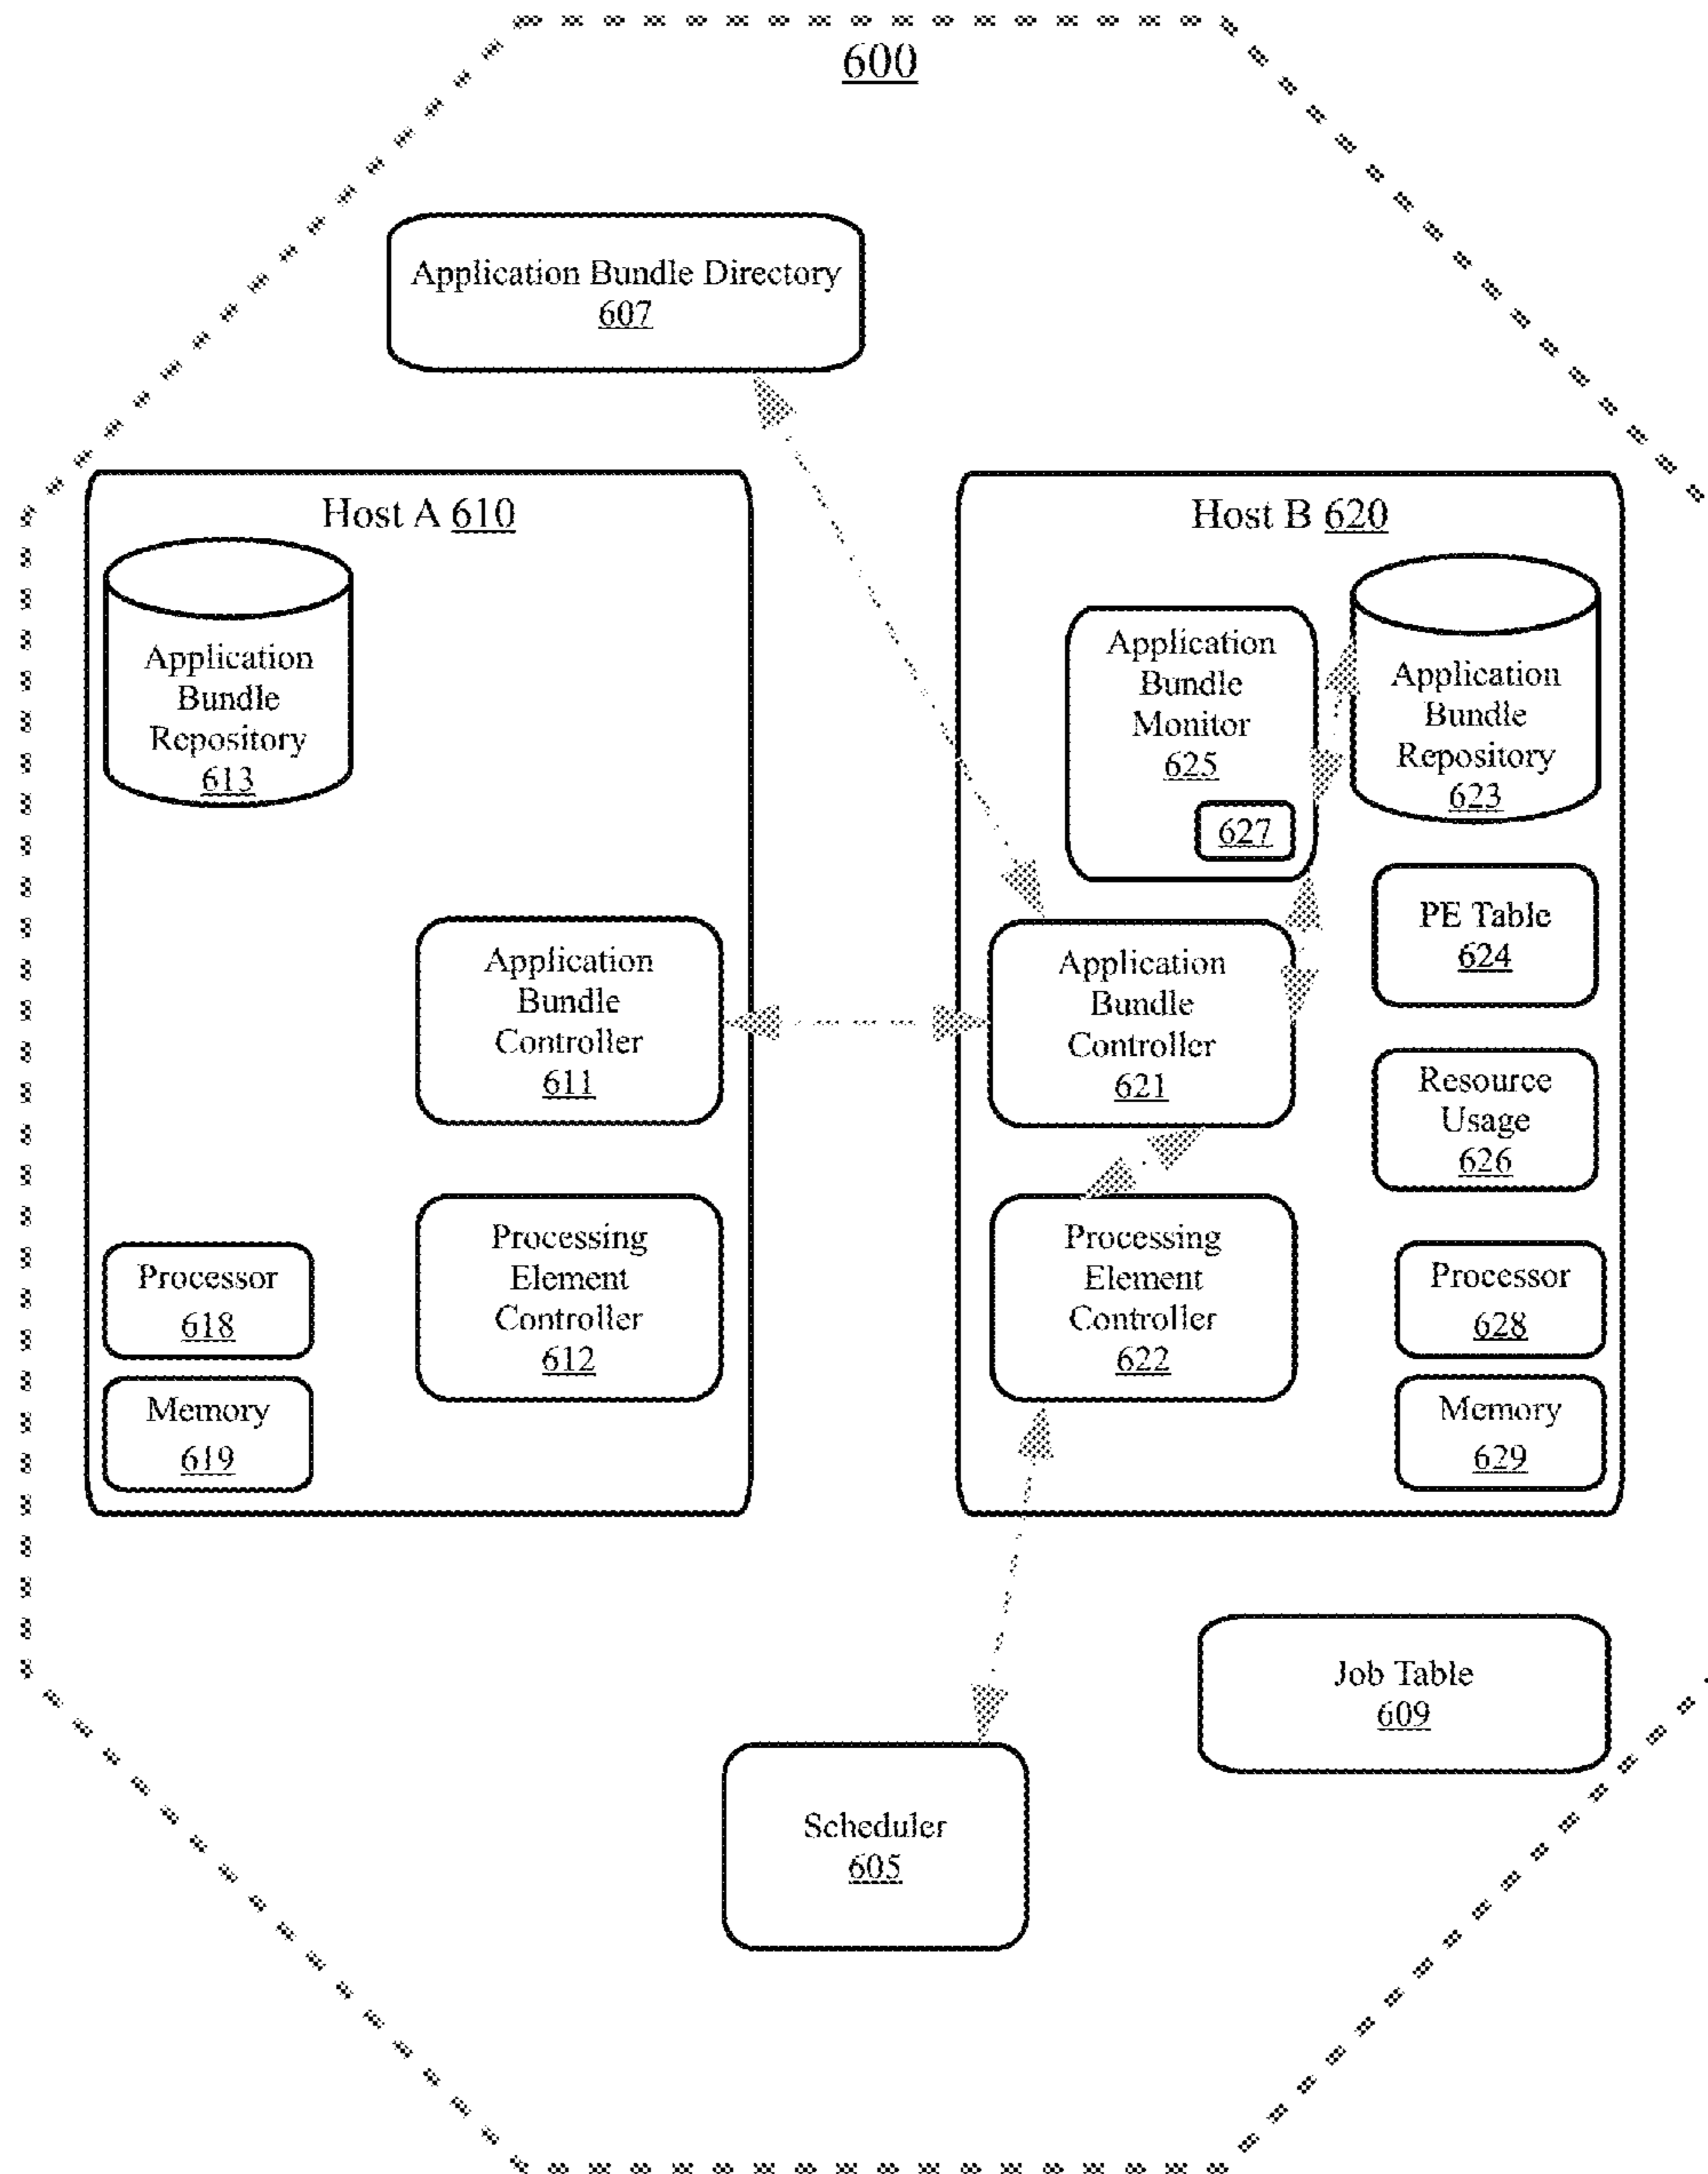 600
Application Bundle Directory
607
Host A 610
Application
Bundle
Repository
613
Application
Bundle
Controller
611
Processing
Element
Controller
612
Processor
618
Memory
619
Host B 620
Application
Bundle
Monitor
625
627
Application
Bundle
Repository
623
PE Table
624
Application
Bundle
Controller
621
Resource
Usage
626
Processing
Element
Controller
622
Processor
628
Memory
629
Job Table
609
Scheduler
605